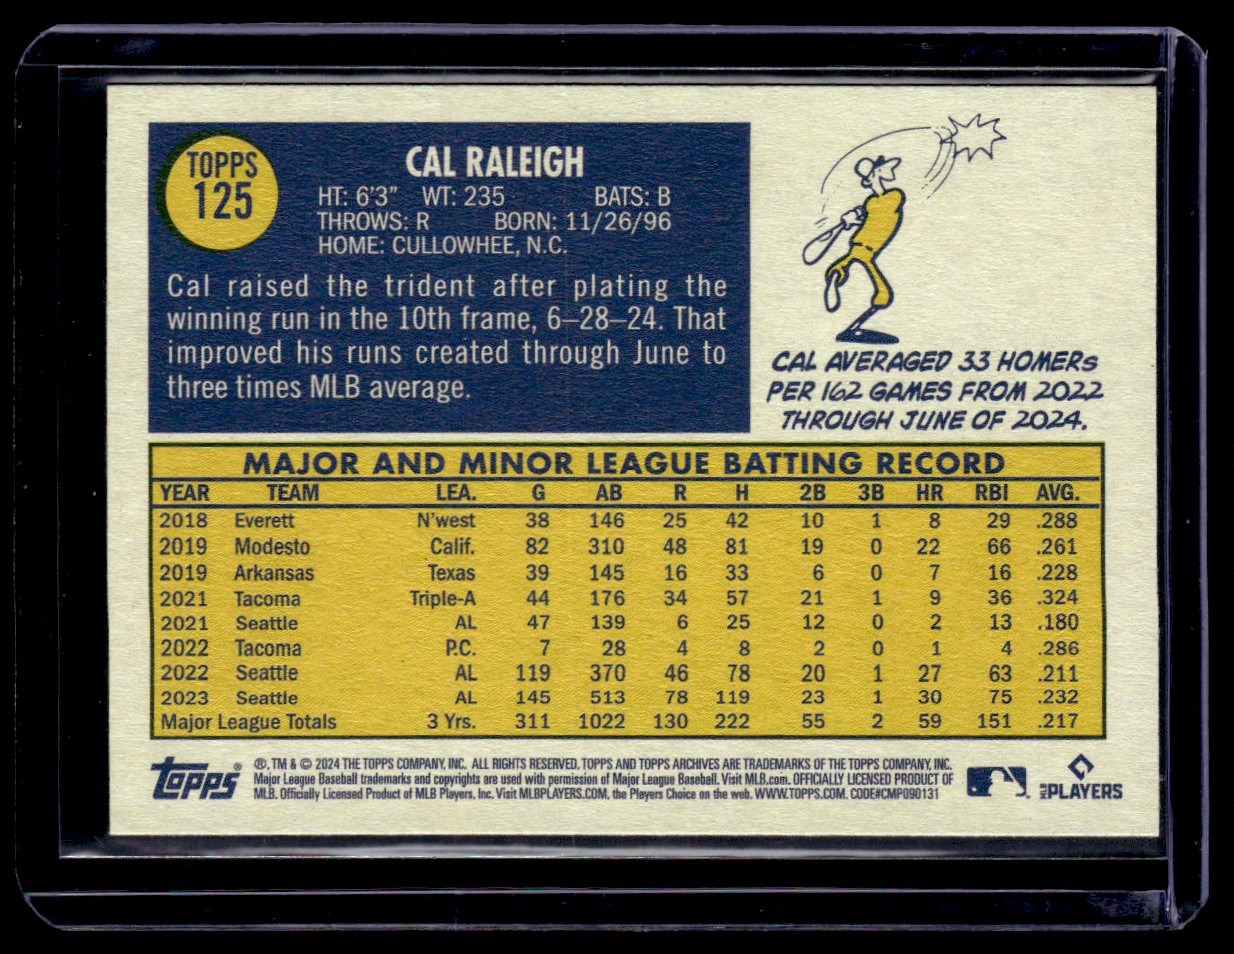 TOPPS
125
CAL RALEIGH
HT: 6'3" WT: 235 BATS: B
THROWS: R BORN: 11/26/96
HOME: CULLOWHEE, N.C.
Cal raised the trident after plating the
winning run in the 10th frame, 6–28–24. That
improved his runs created through June to
three times MLB average.
CAL AVERAGED 33 HOMERS
PER 162 GAMES FROM 2022
THROUGH JUNE OF 2024.
MAJOR AND MINOR LEAGUE BATTING RECORD
YEAR TEAM LEA. G AB R H 2B 3B HR RBI AVG.
2018 Everett N'west 38 146 25 42 10 1 8 29 .288
2019 Modesto Calif. 82 310 48 81 19 0 22 66 .261
2019 Arkansas Texas 39 145 16 33 6 0 7 16 .228
2021 Tacoma Triple-A 44 176 34 57 21 1 9 36 .324
2021 Seattle AL 47 139 6 25 12 0 2 13 .180
2022 Tacoma P.C. 7 28 4 8 2 0 1 4 .286
2022 Seattle AL 119 370 46 78 20 1 27 63 .211
2023 Seattle AL 145 513 78 119 23 1 30 75 .232
Major League Totals 3 Yrs. 311 1022 130 222 55 2 59 151 .217
topps®
®, TM & © 2024 THE TOPPS COMPANY, INC. ALL RIGHTS RESERVED. TOPPS AND TOPPS ARCHIVES ARE TRADEMARKS OF THE TOPPS COMPANY, INC.
Major League Baseball trademarks and copyrights are used with permission of Major League Baseball. Visit MLB.com. OFFICIALLY LICENSED PRODUCT OF
MLB. Officially Licensed Product of MLB Players, Inc. Visit MLBPLAYERS.COM, the Players Choice on the web. WWW.TOPPS.COM. CODE#CMP090131
MLB PLAYERS